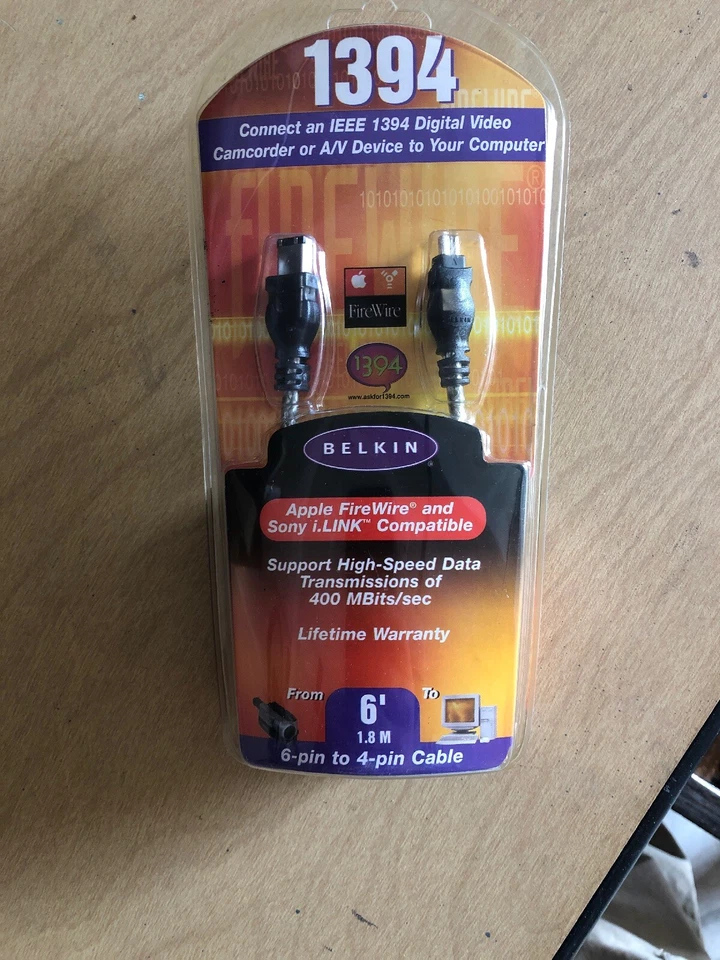 1394
Connect an IEEE 1394 Digital Video
Camcorder or A/V Device to Your Computer
FIREWIRE®
FireWire
1394
www.askfor1394.com
BELKIN
BELKIN®
Apple FireWire® and
Sony i.LINK™ Compatible
Support High-Speed Data
Transmissions of
400 MBits/sec
Lifetime Warranty
From
6'
To
1.8 M
6-pin to 4-pin Cable